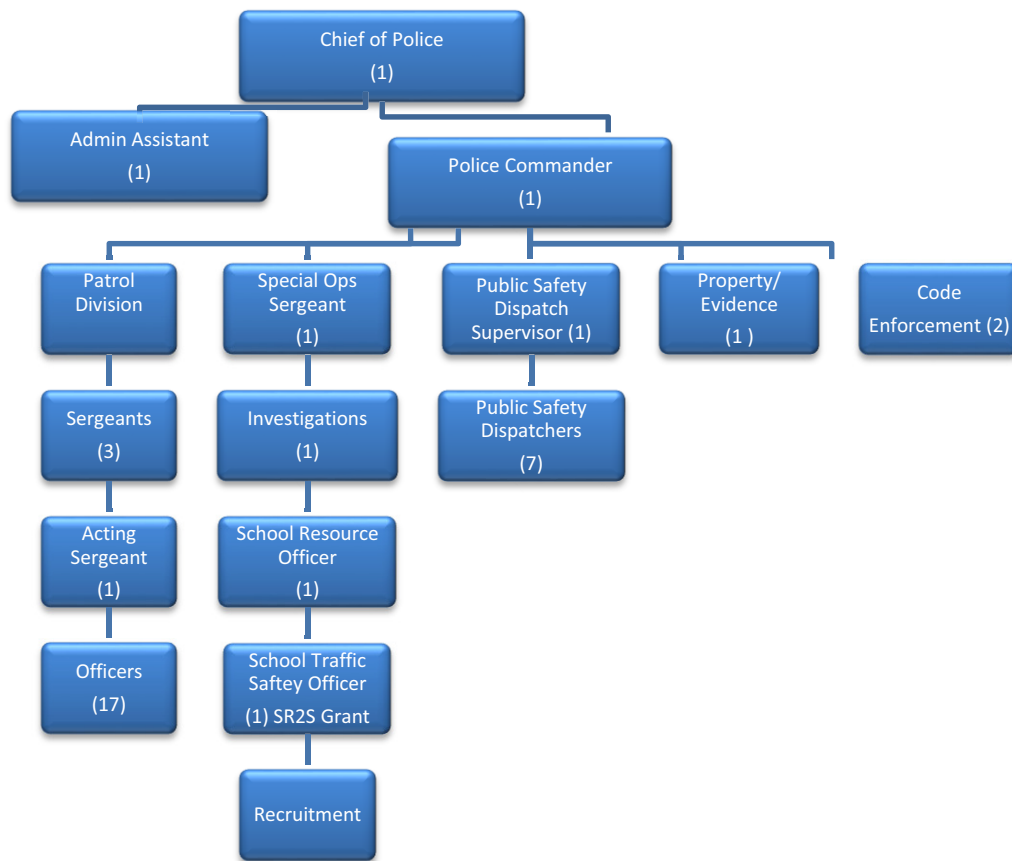 Chief of Police
(1)
Admin Assistant
(1)
Police Commander
(1)
Patrol
Division
Special Ops
Sergeant
(1)
Public Safety
Dispatch
Supervisor (1)
Property/
Evidence
(1 )
Code
Enforcement (2)
Sergeants
(3)
Investigations
(1)
Public Safety
Dispatchers
(7)
Acting
Sergeant
(1)
School Resource
Officer
(1)
Officers
(17)
School Traffic
Saftey Officer
(1) SR2S Grant
Recruitment